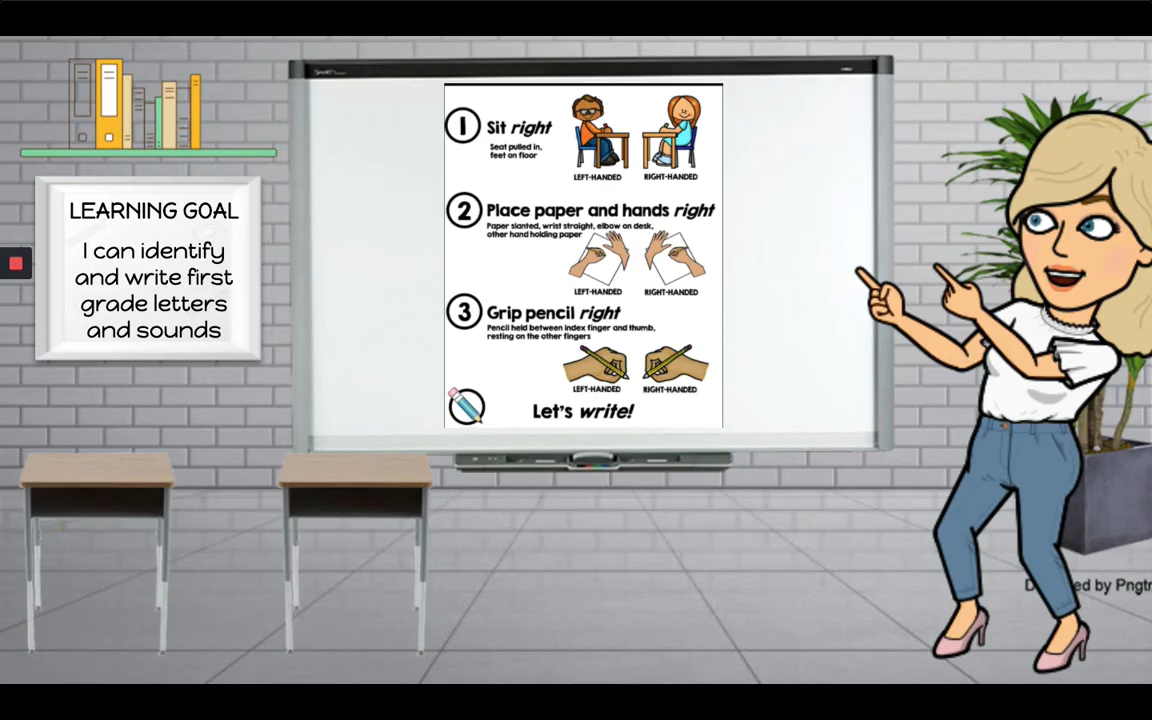 LEARNING GOAL
I can identify
and write first
grade letters
and sounds
1 Sit right
Seat pulled in,
feet on floor
LEFT-HANDED RIGHT-HANDED
2 Place paper and hands right
Paper slanted, wrist straight, elbow on desk,
other hand holding paper
LEFT-HANDED RIGHT-HANDED
3 Grip pencil right
Pencil held between index finger and thumb,
resting on the other fingers
LEFT-HANDED RIGHT-HANDED
Let's write!
ed by Pngtr